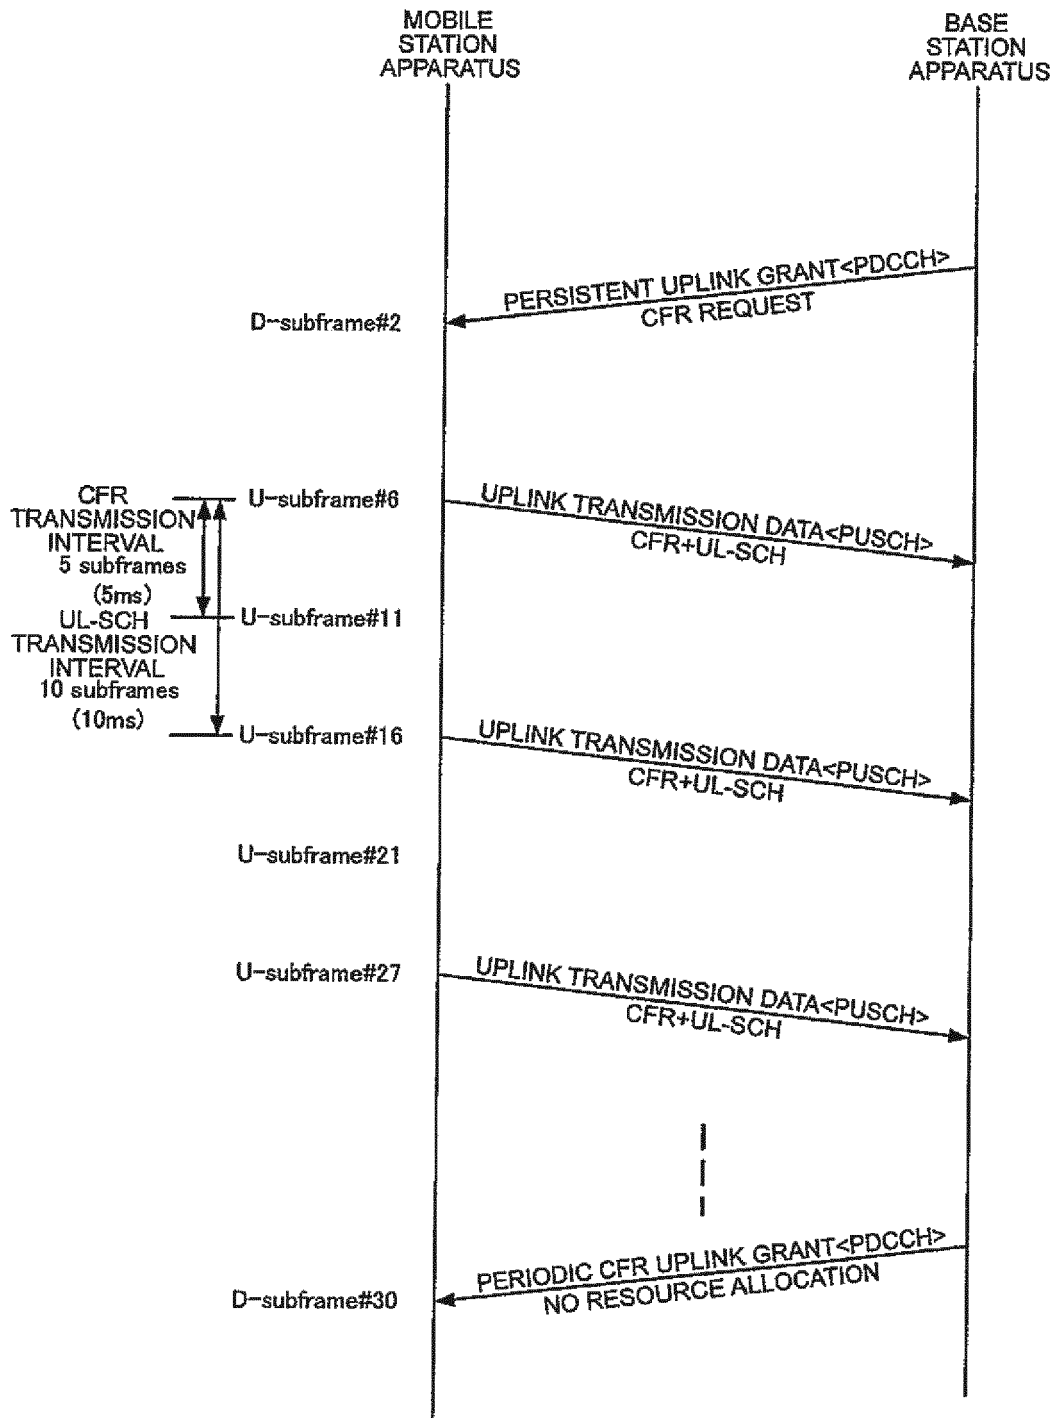 MOBILE
STATION
APPARATUS
BASE
STATION
APPARATUS
PERSISTENT UPLINK GRANT<PDCCH>
CFR REQUEST
D-subframe#2
CFR
TRANSMISSION
INTERVAL
5 subframes
(5ms)
U-subframe#6
UPLINK TRANSMISSION DATA<PUSCH>
CFR+UL-SCH
UL-SCH
TRANSMISSION
INTERVAL
10 subframes
(10ms)
U-subframe#11
U-subframe#16
UPLINK TRANSMISSION DATA<PUSCH>
CFR+UL-SCH
U-subframe#21
U-subframe#27
UPLINK TRANSMISSION DATA<PUSCH>
CFR+UL-SCH
PERIODIC CFR UPLINK GRANT<PDCCH>
NO RESOURCE ALLOCATION
D-subframe#30